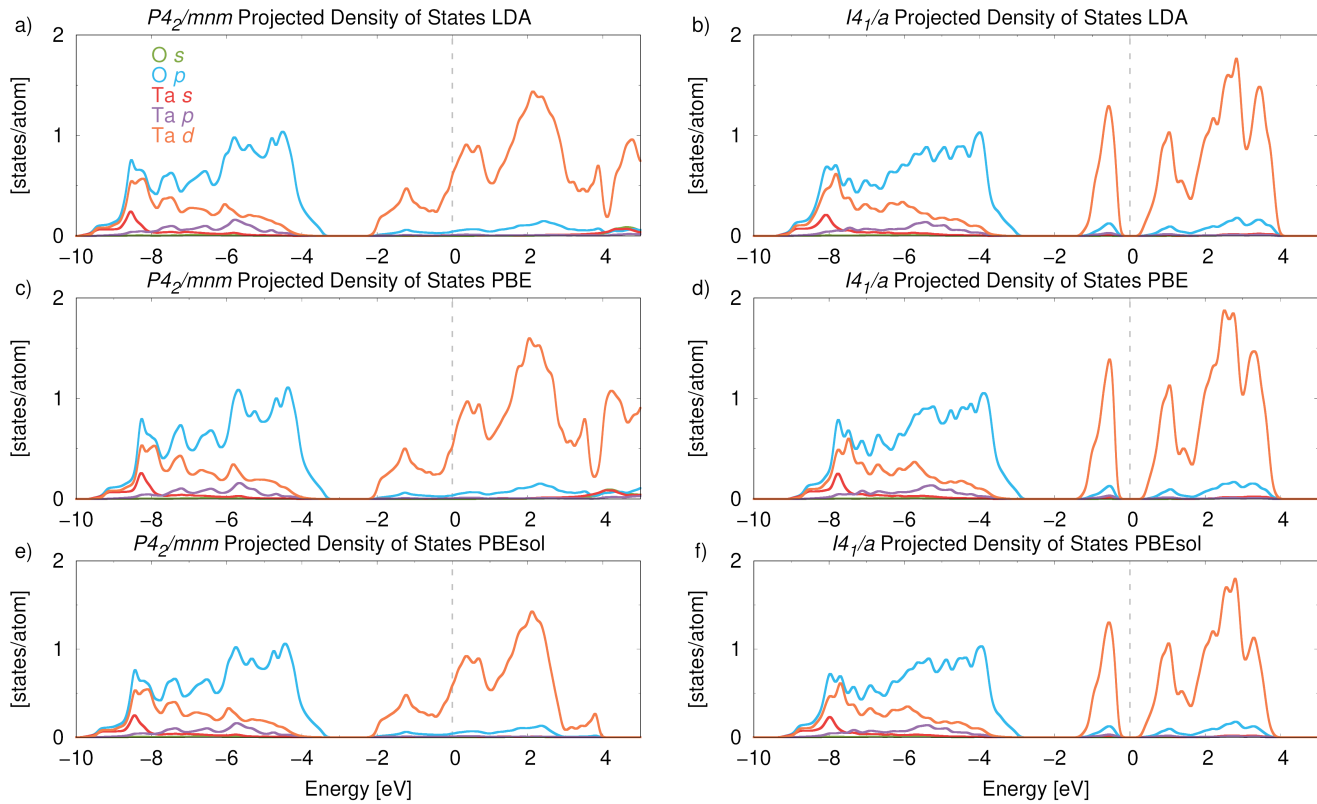 a) P4₂/mnm Projected Density of States LDA
2
1
0
[states/atom]
O s
O p
Ta s
Ta p
Ta d
−10 −8 −6 −4 −2 0 2 4
b) I4₁/a Projected Density of States LDA
2
1
0
[states/atom]
−10 −8 −6 −4 −2 0 2 4
c) P4₂/mnm Projected Density of States PBE
2
1
0
[states/atom]
−10 −8 −6 −4 −2 0 2 4
d) I4₁/a Projected Density of States PBE
2
1
0
[states/atom]
−10 −8 −6 −4 −2 0 2 4
e) P4₂/mnm Projected Density of States PBEsol
2
1
0
[states/atom]
−10 −8 −6 −4 −2 0 2 4
Energy [eV]
f) I4₁/a Projected Density of States PBEsol
2
1
0
[states/atom]
−10 −8 −6 −4 −2 0 2 4
Energy [eV]